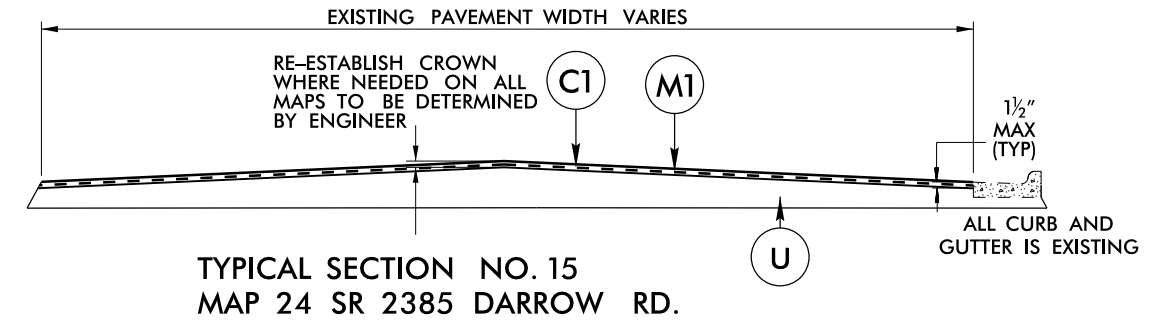 EXISTING PAVEMENT WIDTH VARIES
RE-ESTABLISH CROWN
WHERE NEEDED ON ALL
MAPS TO BE DETERMINED
BY ENGINEER
C1
M1
1½"
MAX
(TYP)
U
ALL CURB AND
GUTTER IS EXISTING
TYPICAL SECTION NO. 15
MAP 24 SR 2385 DARROW RD.